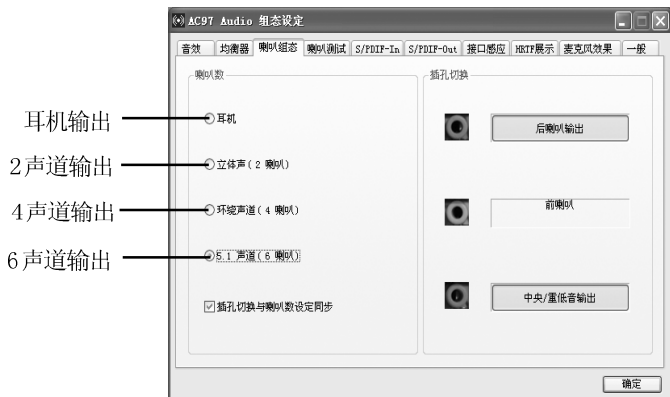 AC97 Audio 组态设定
音效 均衡器 喇叭组态 喇叭测试 S/PDIF-In S/PDIF-Out 接口感应 HRTF展示 麦克风效果 一般
喇叭数
耳机输出
耳机
2声道输出
立体声(2 喇叭)
4声道输出
环绕声道(4 喇叭)
6声道输出
5.1 声道(6 喇叭)
插孔切换与喇叭数设定同步
插孔切换
后喇叭输出
前喇叭
中央/重低音输出
确定